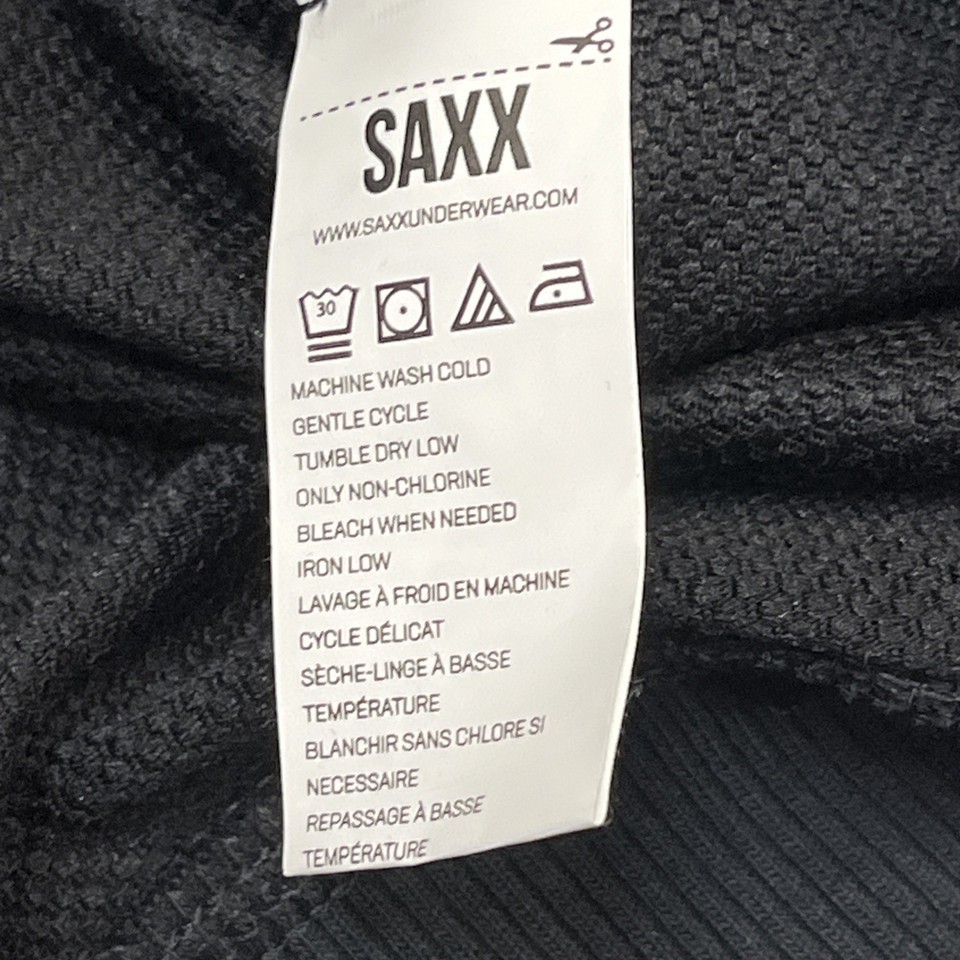 SAXX
WWW.SAXXUNDERWEAR.COM
30
MACHINE WASH COLD
GENTLE CYCLE
TUMBLE DRY LOW
ONLY NON-CHLORINE
BLEACH WHEN NEEDED
IRON LOW
LAVAGE À FROID EN MACHINE
CYCLE DÉLICAT
SÈCHE-LINGE À BASSE
TEMPÉRATURE
BLANCHIR SANS CHLORE SI
NECESSAIRE
REPASSAGE À BASSE
TEMPÉRATURE